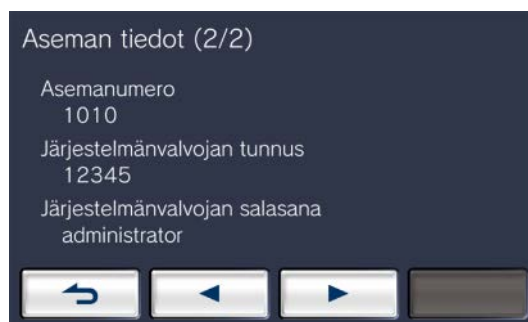 Aseman tiedot (2/2)
Asemanumero
1010
Järjestelmänvalvojan tunnus
12345
Järjestelmänvalvojan salasana
administrator